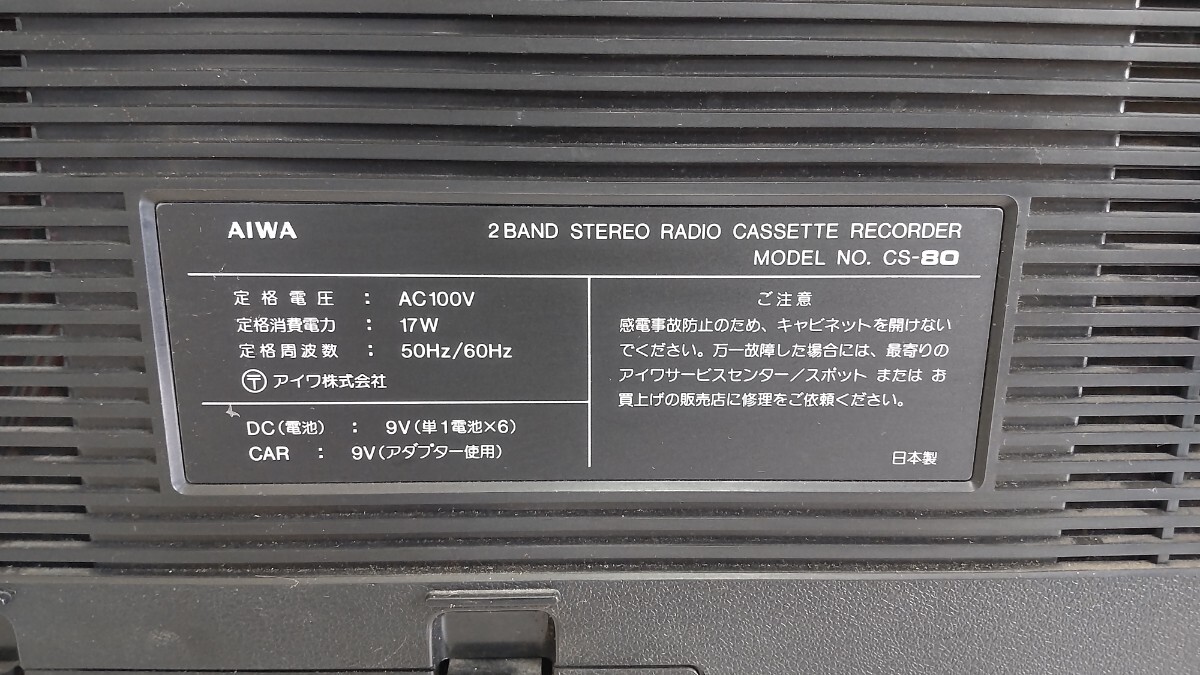 AIWA
2 BAND STEREO RADIO CASSETTE RECORDER
MODEL NO. CS-80
定格電圧 : AC100V
定格消費電力 : 17W
定格周波数 : 50Hz/60Hz
〒 アイワ株式会社
DC(電池) : 9V(単1電池×6)
CAR : 9V(アダプター使用)
ご注意
感電事故防止のため、キャビネットを開けない
でください。万一故障した場合には、最寄りの
アイワサービスセンター/スポット または お
買上げの販売店に修理をご依頼ください。
日本製